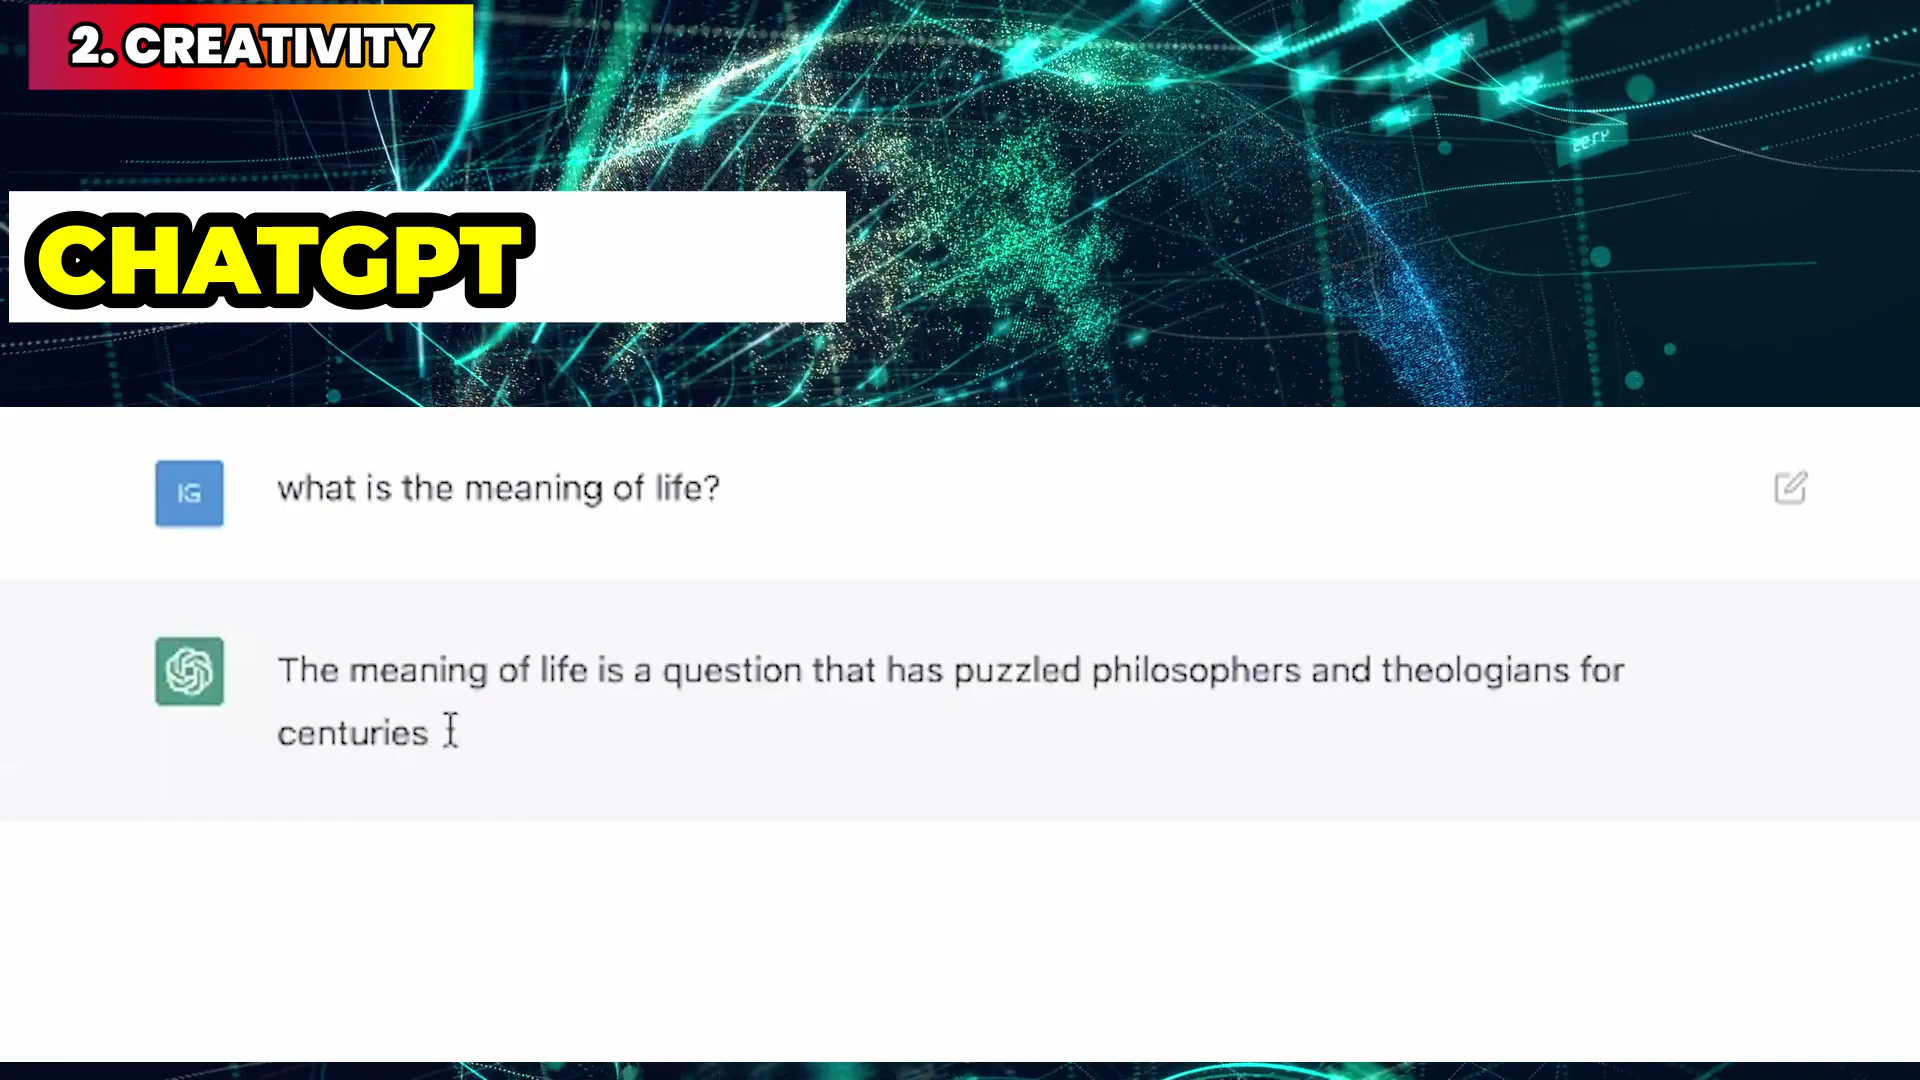 2. CREATIVITY
CHATGPT
IG
what is the meaning of life?
The meaning of life is a question that has puzzled philosophers and theologians for
centuries